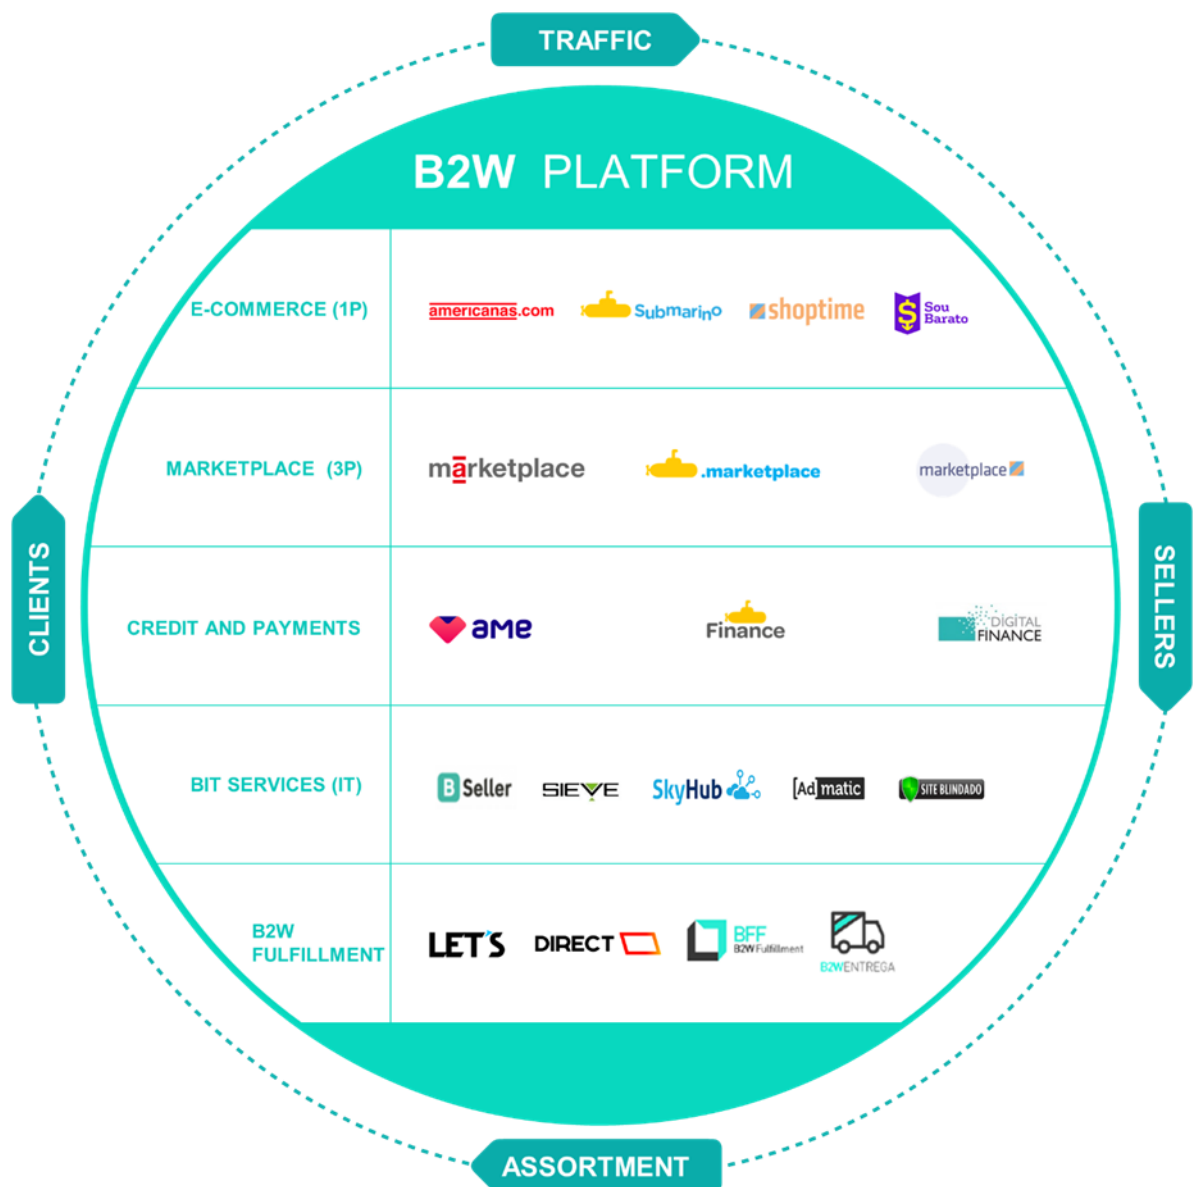 TRAFFIC
B2W PLATFORM
E-COMMERCE (1P)
americanas.com
Submarino
shoptime
Sou
Barato
MARKETPLACE (3P)
marketplace
.marketplace
marketplace
CREDIT AND PAYMENTS
ame
Finance
DIGITAL
FINANCE
BIT SERVICES (IT)
B Seller
SIEVE
SkyHub
[Ad]matic
SITE BLINDADO
B2W
FULFILLMENT
LET'S
DIRECT
BFF
B2W Fulfillment
B2WENTREGA
CLIENTS
SELLERS
ASSORTMENT